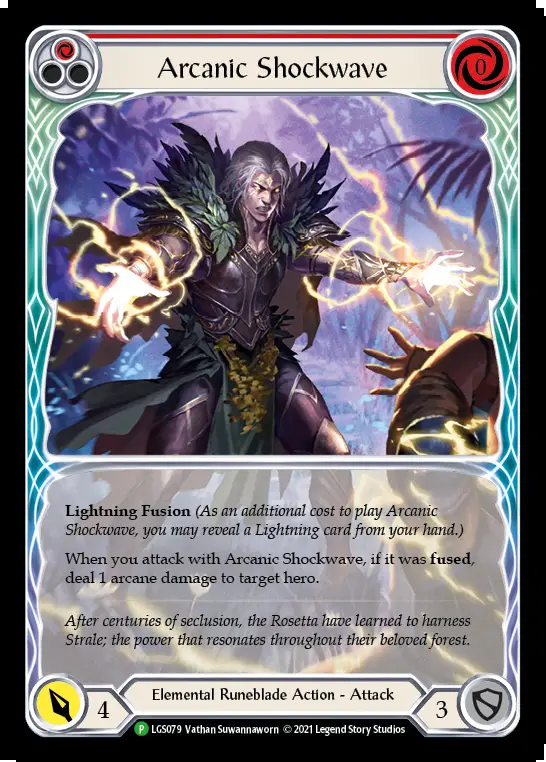 Arcanic Shockwave
0
Lightning Fusion (As an additional cost to play Arcanic
Shockwave, you may reveal a Lightning card from your hand.)
When you attack with Arcanic Shockwave, if it was fused,
deal 1 arcane damage to target hero.
After centuries of seclusion, the Rosetta have learned to harness
Strale; the power that resonates throughout their beloved forest.
4
Elemental Runeblade Action - Attack
3
P LGS079 Vathan Suwannaworn © 2021 Legend Story Studios